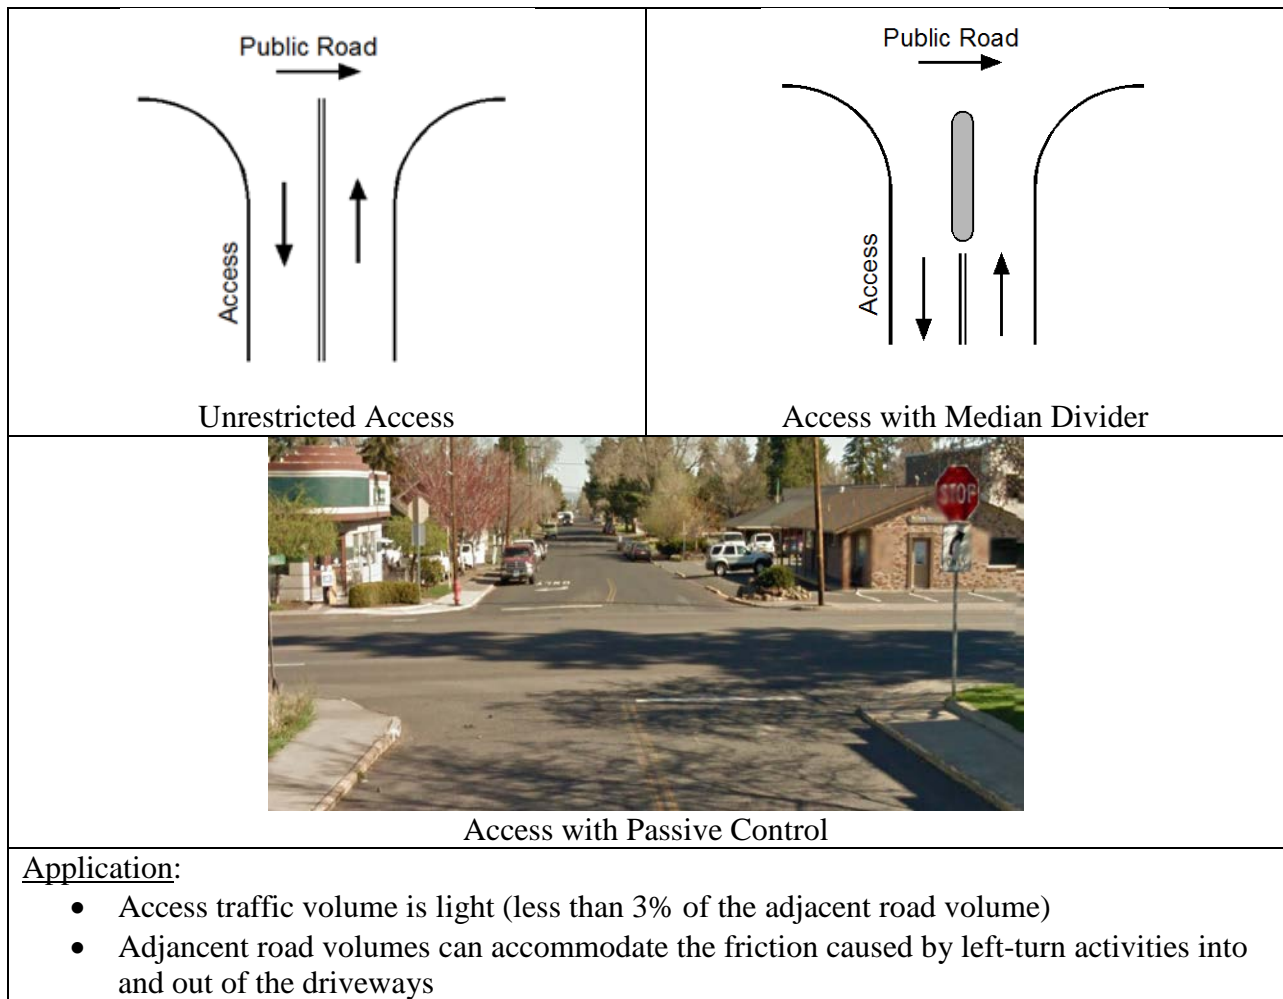 Public Road
Access
Unrestricted Access
Public Road
Access
Access with Median Divider
STOP
ONLY
Access with Passive Control
Application:
• Access traffic volume is light (less than 3% of the adjacent road volume)
• Adjancent road volumes can accommodate the friction caused by left-turn activities into
and out of the driveways